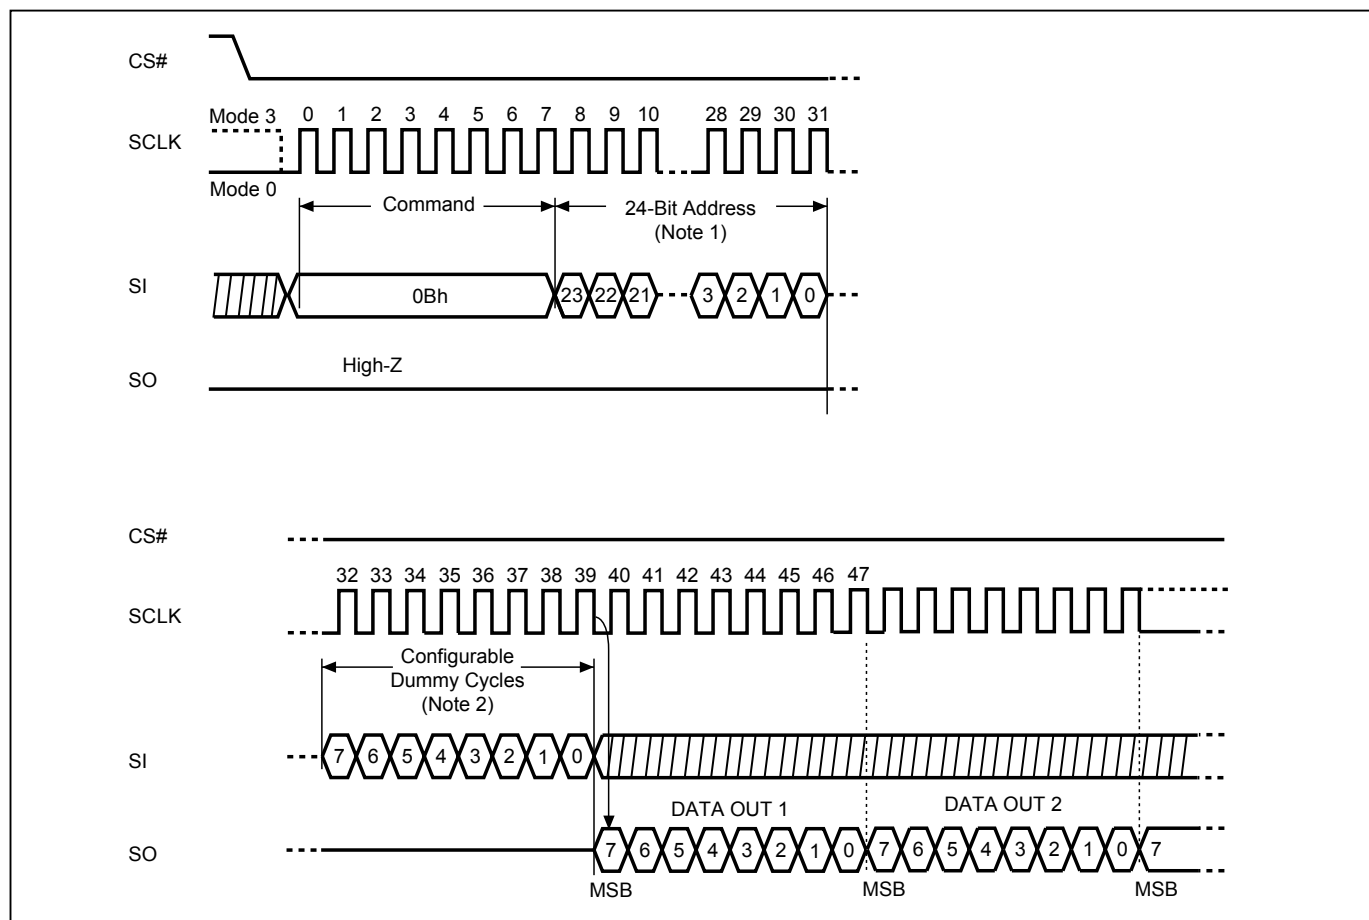 CS#
Mode 3 0 1 2 3 4 5 6 7 8 9 10 28 29 30 31
SCLK
Mode 0
Command 24-Bit Address
(Note 1)
SI 0Bh 23 22 21 3 2 1 0
High-Z
SO
CS#
32 33 34 35 36 37 38 39 40 41 42 43 44 45 46 47
SCLK
Configurable
Dummy Cycles
(Note 2)
SI 7 6 5 4 3 2 1 0
DATA OUT 1 DATA OUT 2
SO 7 6 5 4 3 2 1 0 7 6 5 4 3 2 1 0 7
MSB MSB MSB